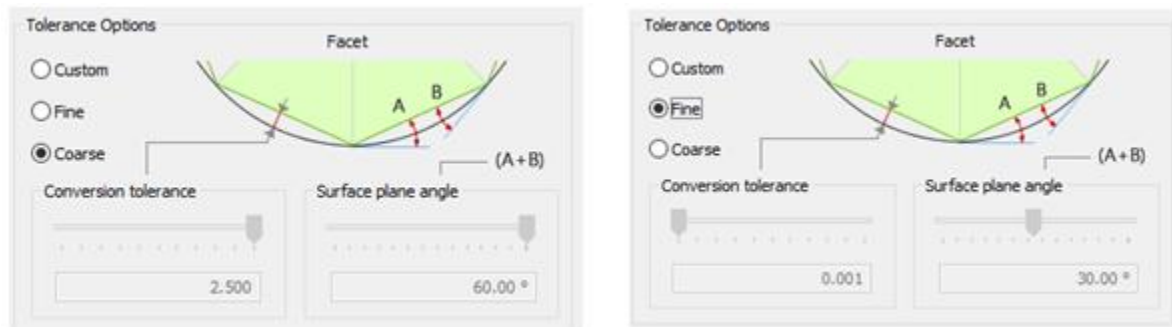 Tolerance Options
Facet
Custom
Fine
Coarse
A
B
(A+B)
Conversion tolerance
Surface plane angle
2.500
60.00 °
Tolerance Options
Facet
Custom
Fine
Coarse
A
B
(A+B)
Conversion tolerance
Surface plane angle
0.001
30.00 °